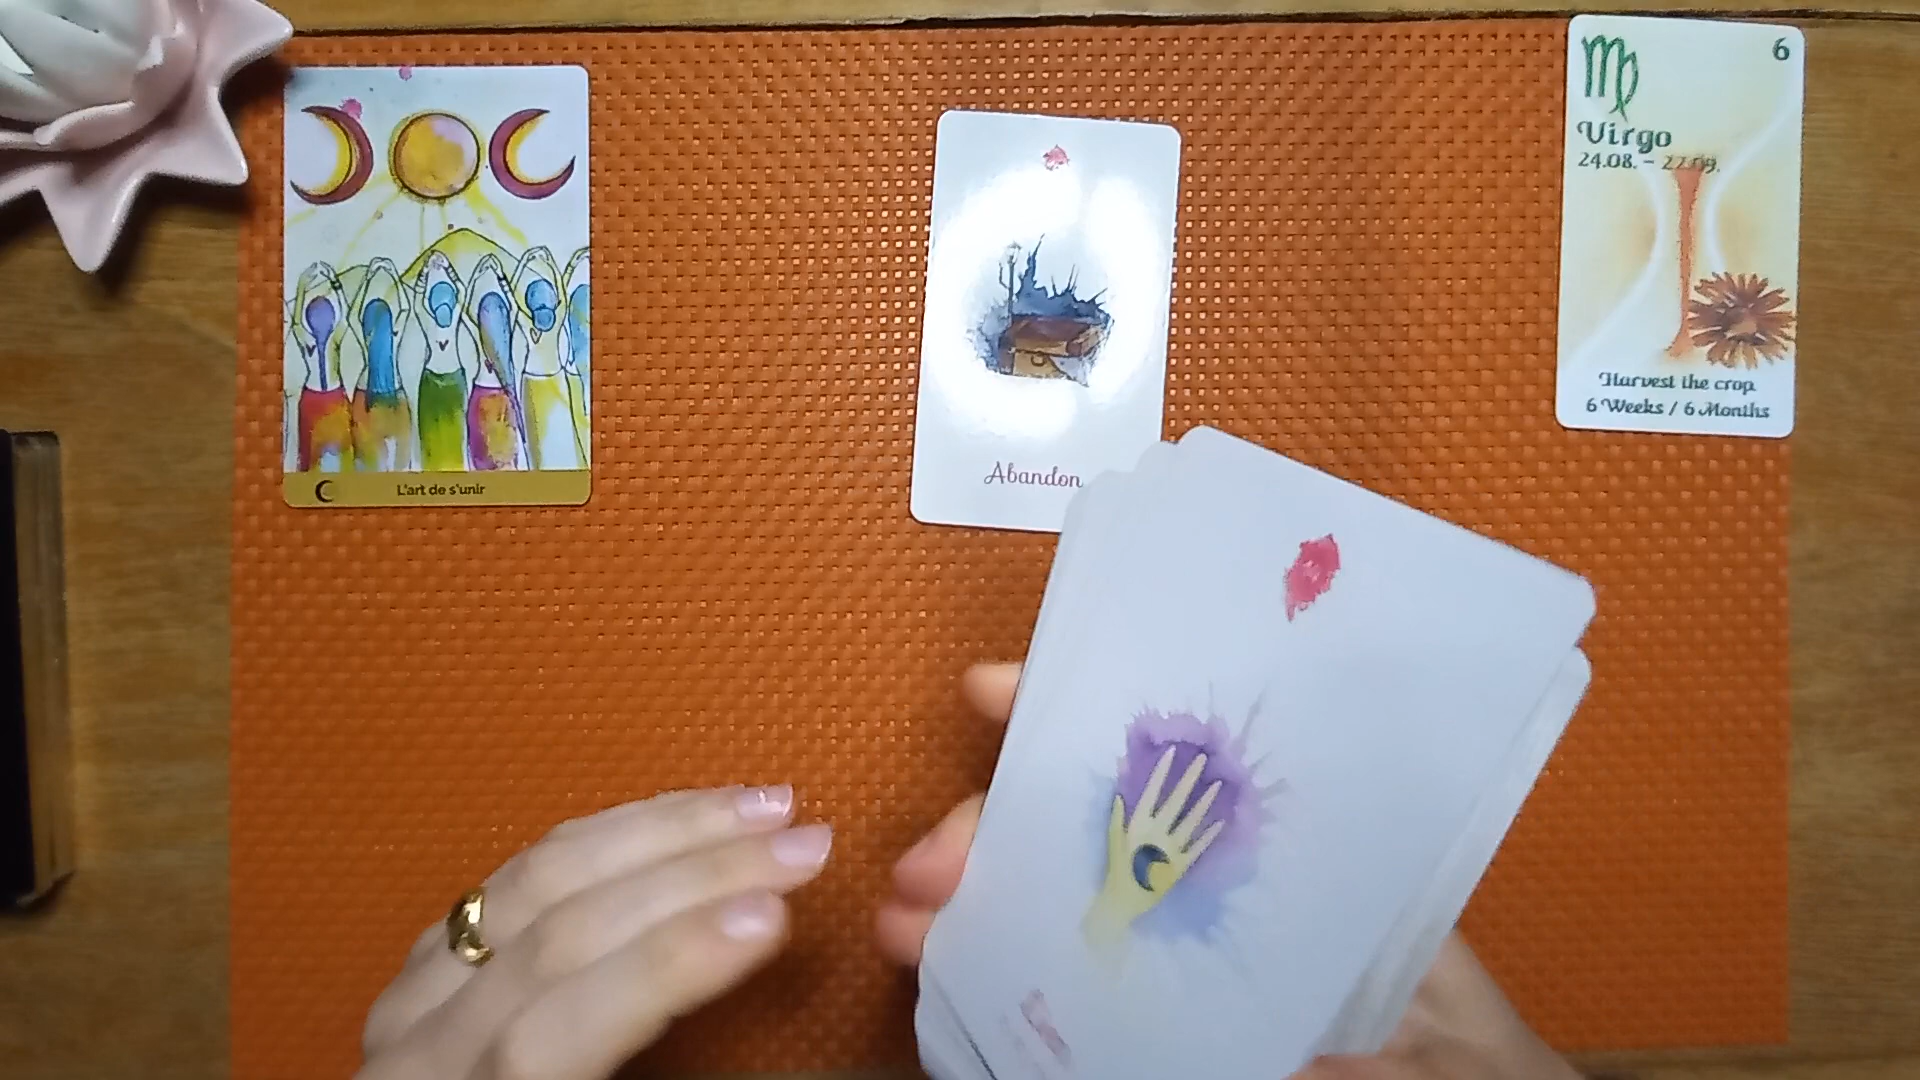 L'art de s'unir
Abandon
6
Virgo
24.08. - 22.09.
Harvest the crop
6 Weeks / 6 Months